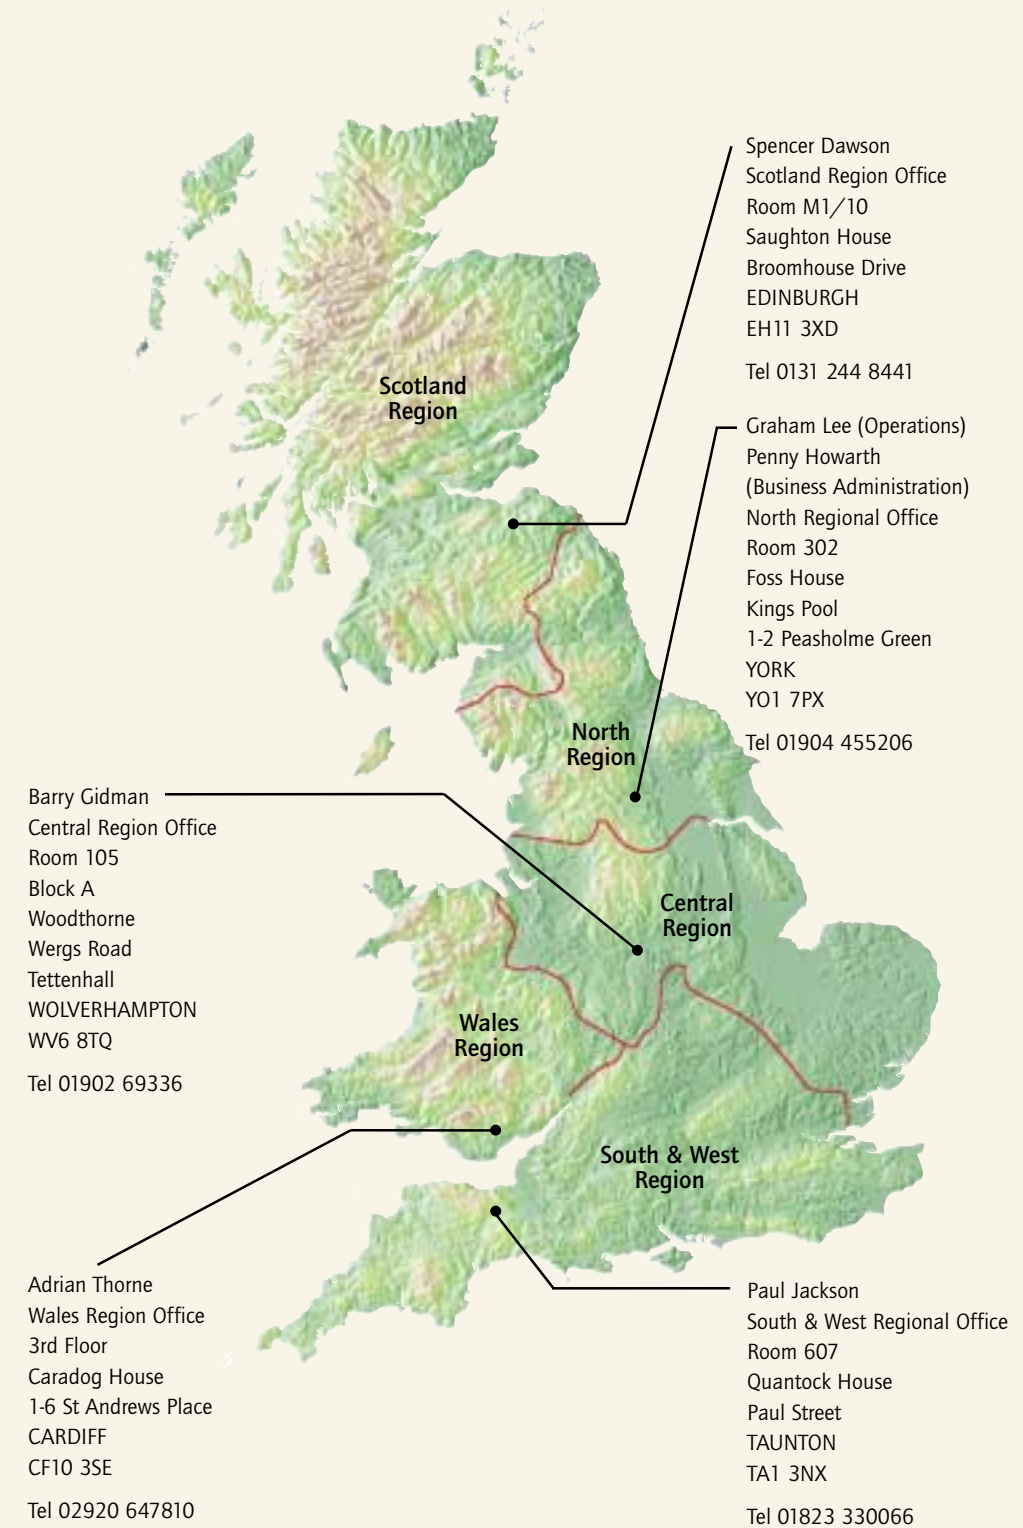 Spencer Dawson
Scotland Region Office
Room M1/10
Saughton House
Broomhouse Drive
EDINBURGH
EH11 3XD
Tel 0131 244 8441
Scotland
Region
Graham Lee (Operations)
Penny Howarth
(Business Administration)
North Regional Office
Room 302
Foss House
Kings Pool
1-2 Peasholme Green
YORK
YO1 7PX
Tel 01904 455206
North
Region
Barry Gidman
Central Region Office
Room 105
Block A
Woodthorne
Wergs Road
Tettenhall
WOLVERHAMPTON
WV6 8TQ
Tel 01902 69336
Central
Region
Wales
Region
South & West
Region
Adrian Thorne
Wales Region Office
3rd Floor
Caradog House
1-6 St Andrews Place
CARDIFF
CF10 3SE
Tel 02920 647810
Paul Jackson
South & West Regional Office
Room 607
Quantock House
Paul Street
TAUNTON
TA1 3NX
Tel 01823 330066